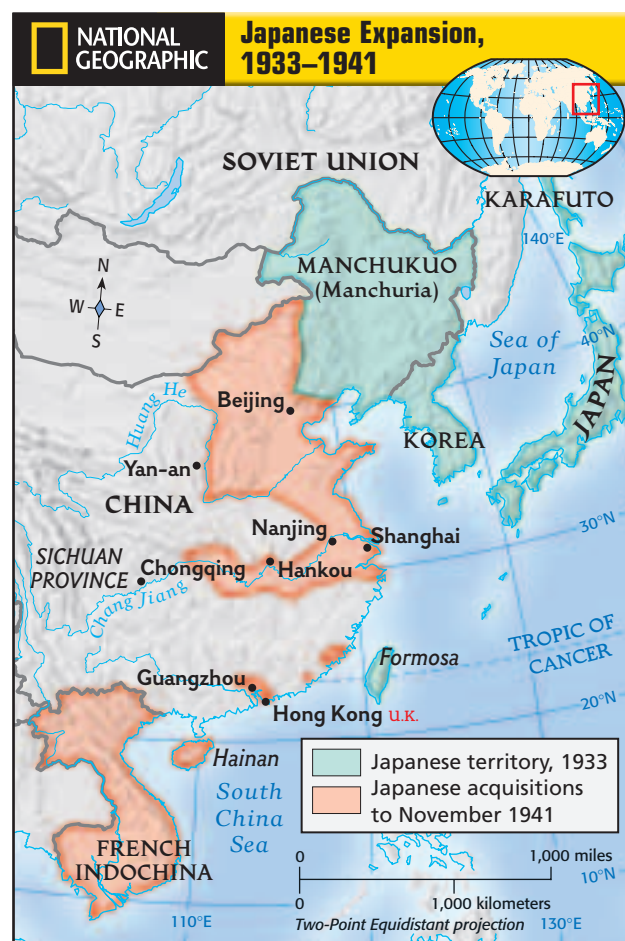 NATIONAL
GEOGRAPHIC
Japanese Expansion,
1933–1941
SOVIET UNION
KARAFUTO
140°E
MANCHUKUO
(Manchuria)
N
W E
S
Sea of
Japan
40°N
JAPAN
Beijing
Huang He
KOREA
Yan-an
CHINA
30°N
Nanjing
Shanghai
SICHUAN
PROVINCE
Chongqing
Hankou
Chang Jiang
TROPIC OF
CANCER
Formosa
Guangzhou
20°N
Hong Kong U.K.
Hainan
South
China
Sea
Japanese territory, 1933
Japanese acquisitions
to November 1941
FRENCH
INDOCHINA
0 1,000 miles
0 1,000 kilometers
10°N
Two-Point Equidistant projection
110°E
130°E